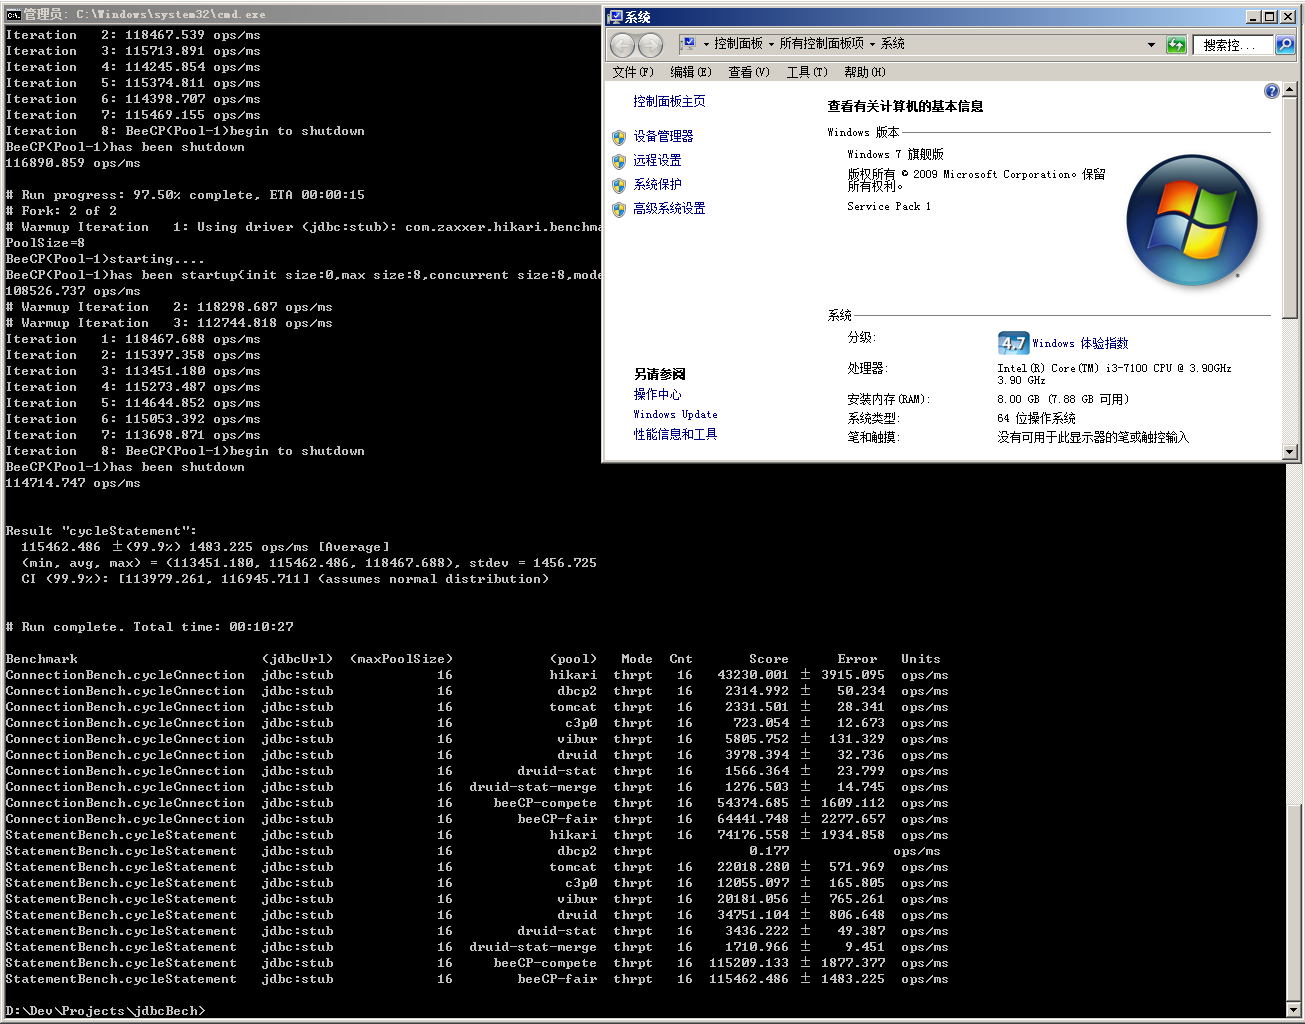 管理员: C:\Windows\system32\cmd.exe
Iteration   2: 118467.539 ops/ms
Iteration   3: 115713.891 ops/ms
Iteration   4: 114245.854 ops/ms
Iteration   5: 115374.811 ops/ms
Iteration   6: 114398.707 ops/ms
Iteration   7: 115469.155 ops/ms
Iteration   8: BeeCP(Pool-1)begin to shutdown
BeeCP(Pool-1)has been shutdown
116890.859 ops/ms
# Run progress: 97.50% complete, ETA 00:00:15
# Fork: 2 of 2
# Warmup Iteration   1: Using driver (jdbc:stub): com.zaxxer.hikari.benchma
PoolSize=8
BeeCP(Pool-1)starting....
BeeCP(Pool-1)has been startup{init size:0,max size:8,concurrent size:8,mode
108526.737 ops/ms
# Warmup Iteration   2: 118298.687 ops/ms
# Warmup Iteration   3: 112744.818 ops/ms
Iteration   1: 118467.688 ops/ms
Iteration   2: 115397.358 ops/ms
Iteration   3: 113451.180 ops/ms
Iteration   4: 115273.487 ops/ms
Iteration   5: 114644.852 ops/ms
Iteration   6: 115053.392 ops/ms
Iteration   7: 113698.871 ops/ms
Iteration   8: BeeCP(Pool-1)begin to shutdown
BeeCP(Pool-1)has been shutdown
114714.747 ops/ms
Result "cycleStatement":
115462.486 ±(99.9%) 1483.225 ops/ms [Average]
(min, avg, max) = (113451.180, 115462.486, 118467.688), stdev = 1456.725
CI (99.9%): [113979.261, 116945.711] (assumes normal distribution)
# Run complete. Total time: 00:10:27
Benchmark (jdbcUrl) (maxPoolSize) (pool) Mode Cnt Score Error Units
ConnectionBench.cycleCnnection jdbc:stub 16 hikari thrpt 16 43230.001 ± 3915.095 ops/ms
ConnectionBench.cycleCnnection jdbc:stub 16 dbcp2 thrpt 16 2314.992 ± 50.234 ops/ms
ConnectionBench.cycleCnnection jdbc:stub 16 tomcat thrpt 16 2331.501 ± 28.341 ops/ms
ConnectionBench.cycleCnnection jdbc:stub 16 c3p0 thrpt 16 723.054 ± 12.673 ops/ms
ConnectionBench.cycleCnnection jdbc:stub 16 vibur thrpt 16 5805.752 ± 131.329 ops/ms
ConnectionBench.cycleCnnection jdbc:stub 16 druid thrpt 16 3978.394 ± 32.736 ops/ms
ConnectionBench.cycleCnnection jdbc:stub 16 druid-stat thrpt 16 1566.364 ± 23.799 ops/ms
ConnectionBench.cycleCnnection jdbc:stub 16 druid-stat-merge thrpt 16 1276.503 ± 14.745 ops/ms
ConnectionBench.cycleCnnection jdbc:stub 16 beeCP-compete thrpt 16 54374.685 ± 1609.112 ops/ms
ConnectionBench.cycleCnnection jdbc:stub 16 beeCP-fair thrpt 16 64441.748 ± 2277.657 ops/ms
StatementBench.cycleStatement jdbc:stub 16 hikari thrpt 16 74176.558 ± 1934.858 ops/ms
StatementBench.cycleStatement jdbc:stub 16 dbcp2 thrpt 0.177 ops/ms
StatementBench.cycleStatement jdbc:stub 16 tomcat thrpt 16 22018.280 ± 571.969 ops/ms
StatementBench.cycleStatement jdbc:stub 16 c3p0 thrpt 16 12055.097 ± 165.805 ops/ms
StatementBench.cycleStatement jdbc:stub 16 vibur thrpt 16 20181.056 ± 765.261 ops/ms
StatementBench.cycleStatement jdbc:stub 16 druid thrpt 16 34751.104 ± 806.648 ops/ms
StatementBench.cycleStatement jdbc:stub 16 druid-stat thrpt 16 3436.222 ± 49.387 ops/ms
StatementBench.cycleStatement jdbc:stub 16 druid-stat-merge thrpt 16 1710.966 ± 9.451 ops/ms
StatementBench.cycleStatement jdbc:stub 16 beeCP-compete thrpt 16 115209.133 ± 1877.377 ops/ms
StatementBench.cycleStatement jdbc:stub 16 beeCP-fair thrpt 16 115462.486 ± 1483.225 ops/ms
D:\Dev\Projects\jdbcBech>
系统
控制面板 所有控制面板项 系统
搜索控...
文件(F) 编辑(E) 查看(V) 工具(T) 帮助(H)
控制面板主页
设备管理器
远程设置
系统保护
高级系统设置
另请参阅
操作中心
Windows Update
性能信息和工具
查看有关计算机的基本信息
Windows 版本
Windows 7 旗舰版
版权所有 © 2009 Microsoft Corporation。保留
所有权利。
Service Pack 1
系统
分级: 4.7 Windows 体验指数
处理器: Intel(R) Core(TM) i3-7100 CPU @ 3.90GHz
3.90 GHz
安装内存(RAM): 8.00 GB (7.88 GB 可用)
系统类型: 64 位操作系统
笔和触摸: 没有可用于此显示器的笔或触控输入